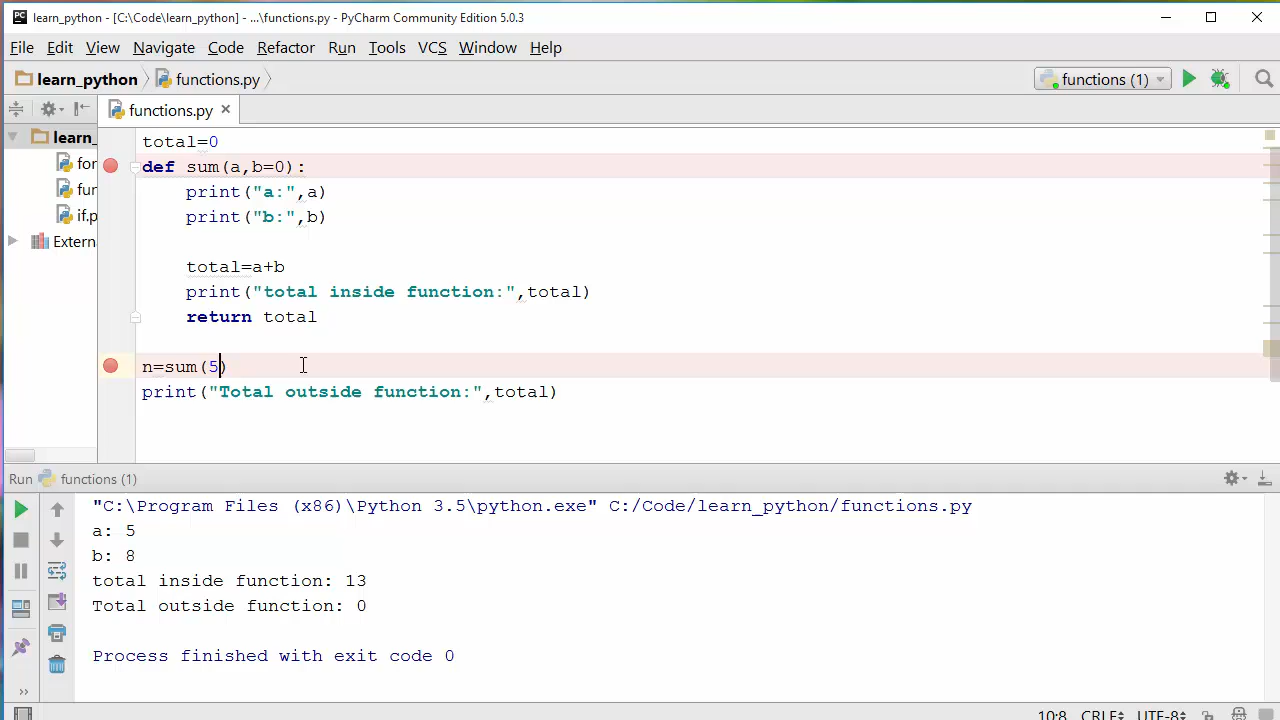 learn_python - [C:\Code\learn_python] - ...\functions.py - PyCharm Community Edition 5.0.3
File Edit View Navigate Code Refactor Run Tools VCS Window Help
learn_python functions.py functions (1)
functions.py
learn_
for
fun
if.p
Extern
total=0
def sum(a,b=0):
    print("a:",a)
    print("b:",b)
    total=a+b
    print("total inside function:",total)
    return total
n=sum(5)
print("Total outside function:",total)
Run functions (1)
"C:\Program Files (x86)\Python 3.5\python.exe" C:/Code/learn_python/functions.py
a: 5
b: 8
total inside function: 13
Total outside function: 0
Process finished with exit code 0
10:8 CRLF UTF-8